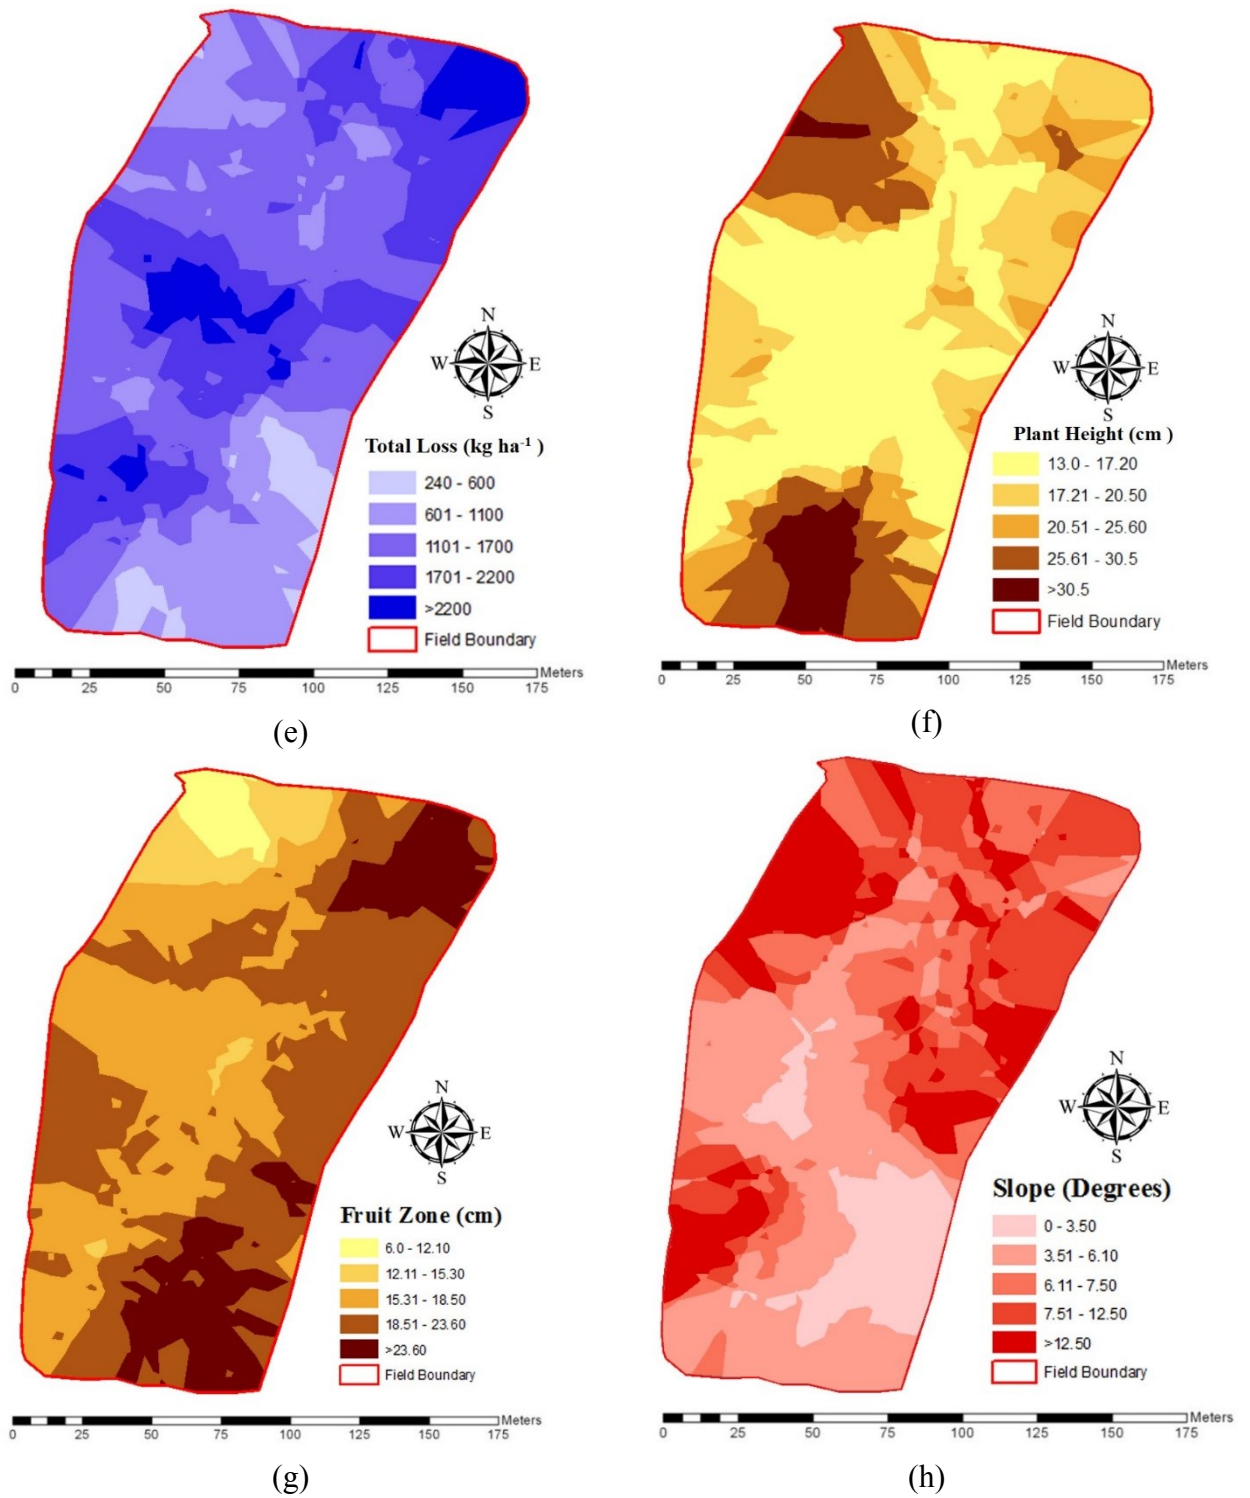 N
W E
S
Total Loss (kg ha-1 )
240 - 600
601 - 1100
1101 - 1700
1701 - 2200
>2200
Field Boundary
Meters
0 25 50 75 100 125 150 175
(e)
N
W E
S
Plant Height (cm )
13.0 - 17.20
17.21 - 20.50
20.51 - 25.60
25.61 - 30.5
>30.5
Field Boundary
Meters
0 25 50 75 100 125 150 175
(f)
N
W E
S
Fruit Zone (cm)
6.0 - 12.10
12.11 - 15.30
15.31 - 18.50
18.51 - 23.60
>23.60
Field Boundary
Meters
0 25 50 75 100 125 150 175
(g)
N
W E
S
Slope (Degrees)
0 - 3.50
3.51 - 6.10
6.11 - 7.50
7.51 - 12.50
>12.50
Field Boundary
Meters
0 25 50 75 100 125 150 175
(h)